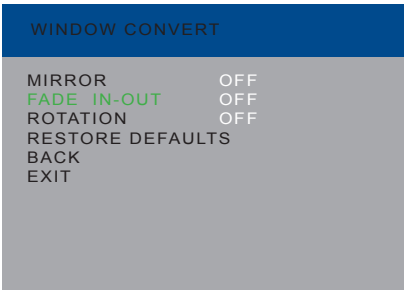 WINDOW CONVERT
MIRROR OFF
FADE IN-OUT OFF
ROTATION OFF
RESTORE DEFAULTS
BACK
EXIT